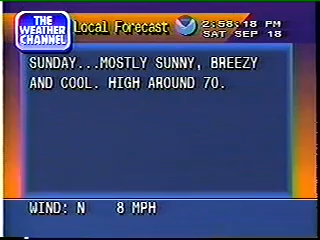 THE
WEATHER
CHANNEL
Local Forecast
2:58:18 PM
SAT SEP 18
SUNDAY...MOSTLY SUNNY, BREEZY
AND COOL. HIGH AROUND 70.
WIND: N 8 MPH